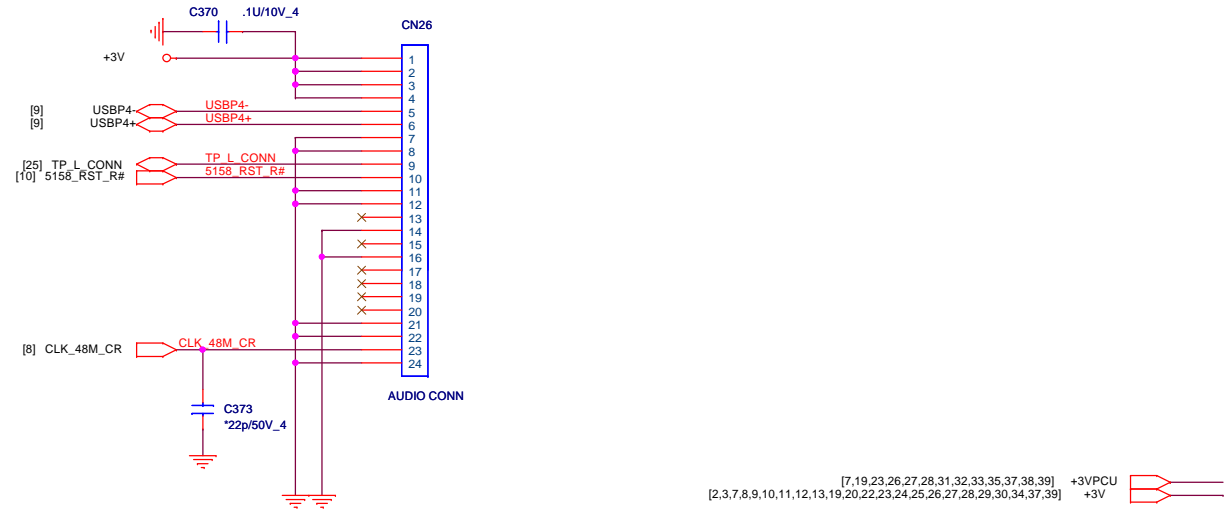 C370 .1U/10V_4
CN26
+3V
1
2
3
4
[9] USBP4- USBP4- 5
[9] USBP4+ USBP4+ 6
7
8
[25] TP_L_CONN TP_L_CONN 9
[10] 5158_RST_R# 5158_RST_R# 10
11
12
13
14
15
16
17
18
19
20
21
22
[8] CLK_48M_CR CLK_48M_CR 23
24
AUDIO CONN
C373
*22p/50V_4
[7,19,23,26,27,28,31,32,33,35,37,38,39] +3VPCU
[2,3,7,8,9,10,11,12,13,19,20,22,23,24,25,26,27,28,29,30,34,37,39] +3V